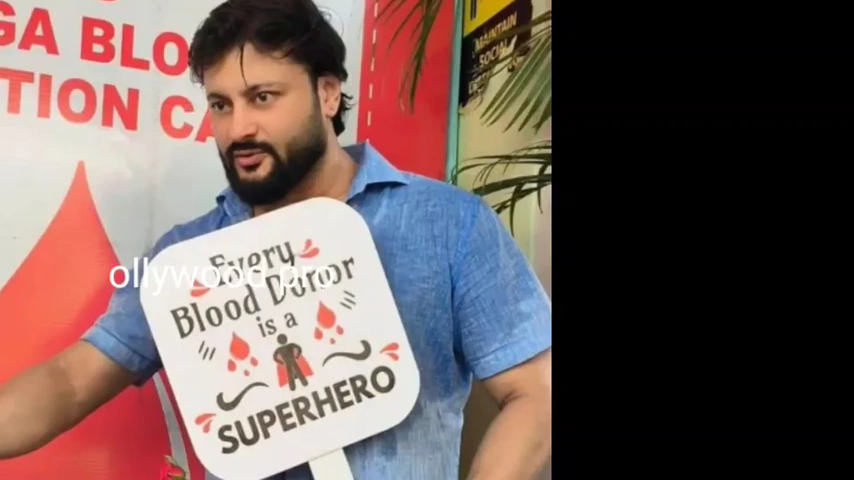 GA BLO
TION CA
MAINTAIN
SOCIAL
ollywood pro
Every
Blood Donor
is a
SUPERHERO